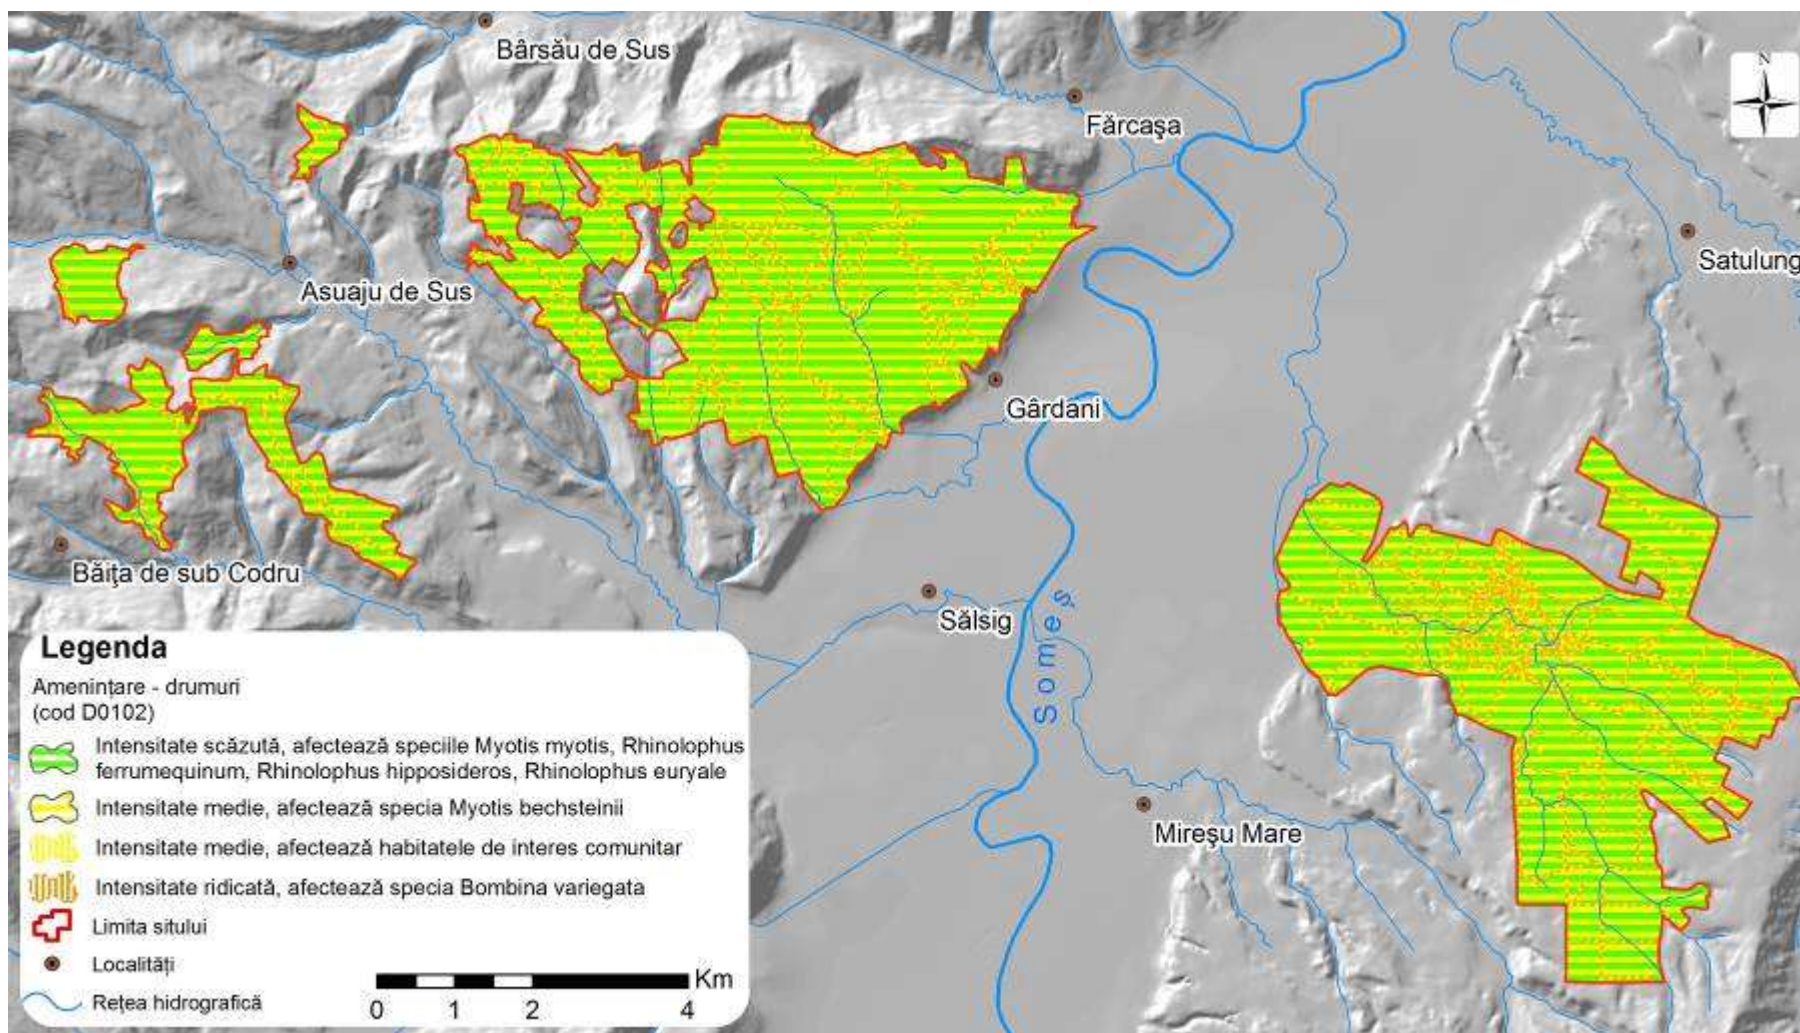 Bârsău de Sus
N
Fărcaşa
Satulung
Asuaju de Sus
Gârdani
Băiţa de sub Codru
Sălsig
Someş
Mireşu Mare
Legenda
Amenințare - drumuri
(cod D0102)
Intensitate scăzută, afectează speciile Myotis myotis, Rhinolophus
ferrumequinum, Rhinolophus hipposideros, Rhinolophus euryale
Intensitate medie, afectează specia Myotis bechsteinii
Intensitate medie, afectează habitatele de interes comunitar
Intensitate ridicată, afectează specia Bombina variegata
Limita sitului
Localități
Rețea hidrografică
Km
0 1 2 4